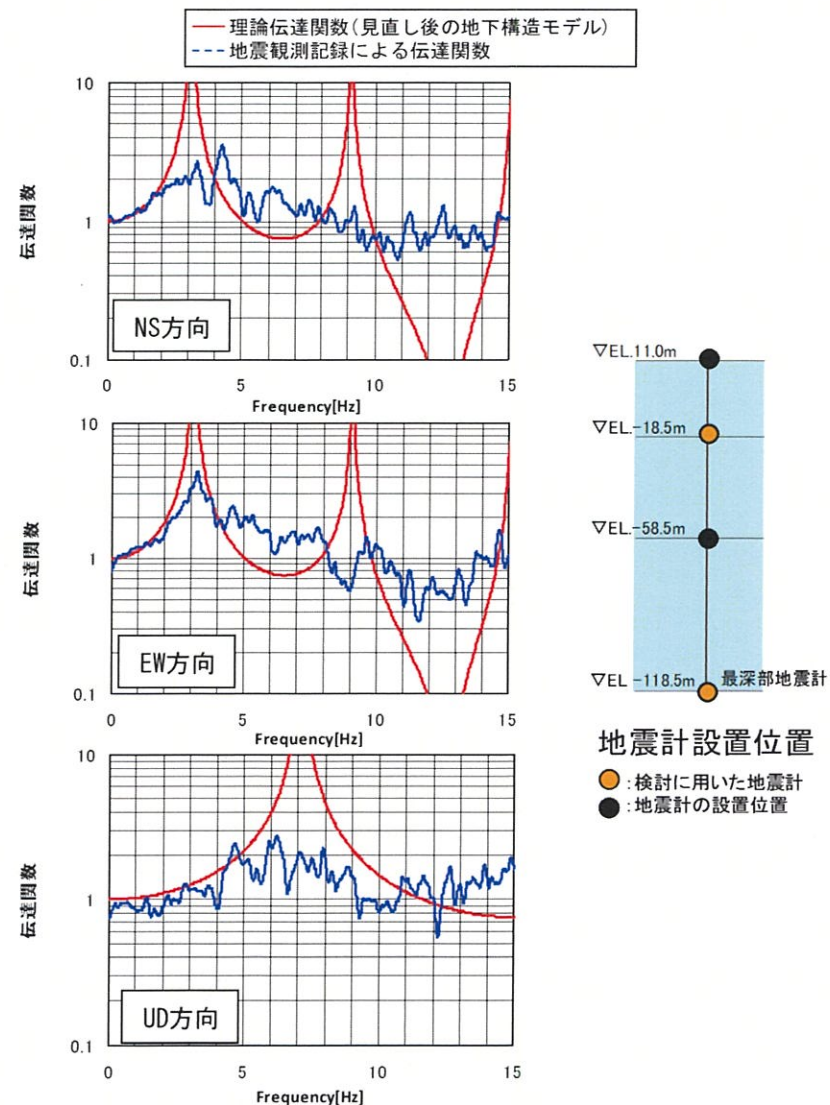 理論伝達関数(見直し後の地下構造モデル)
地震観測記録による伝達関数
10
1
0.1
伝達関数
NS方向
0
5
10
15
Frequency[Hz]
10
1
0.1
伝達関数
EW方向
0
5
10
15
Frequency[Hz]
10
1
0.1
伝達関数
UD方向
0
5
10
15
Frequency[Hz]
▽EL.11.0m
▽EL.-18.5m
▽EL.-58.5m
▽EL -118.5m 最深部地震計
地震計設置位置
:検討に用いた地震計
:地震計の設置位置